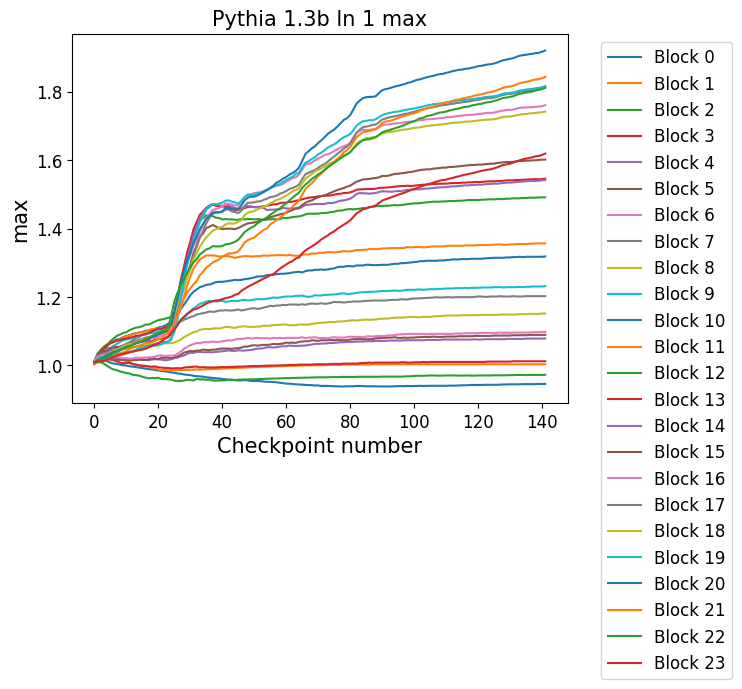 Pythia 1.3b ln 1 max
max
1.8
1.6
1.4
1.2
1.0
0
20
40
60
80
100
120
140
Checkpoint number
Block 0
Block 1
Block 2
Block 3
Block 4
Block 5
Block 6
Block 7
Block 8
Block 9
Block 10
Block 11
Block 12
Block 13
Block 14
Block 15
Block 16
Block 17
Block 18
Block 19
Block 20
Block 21
Block 22
Block 23